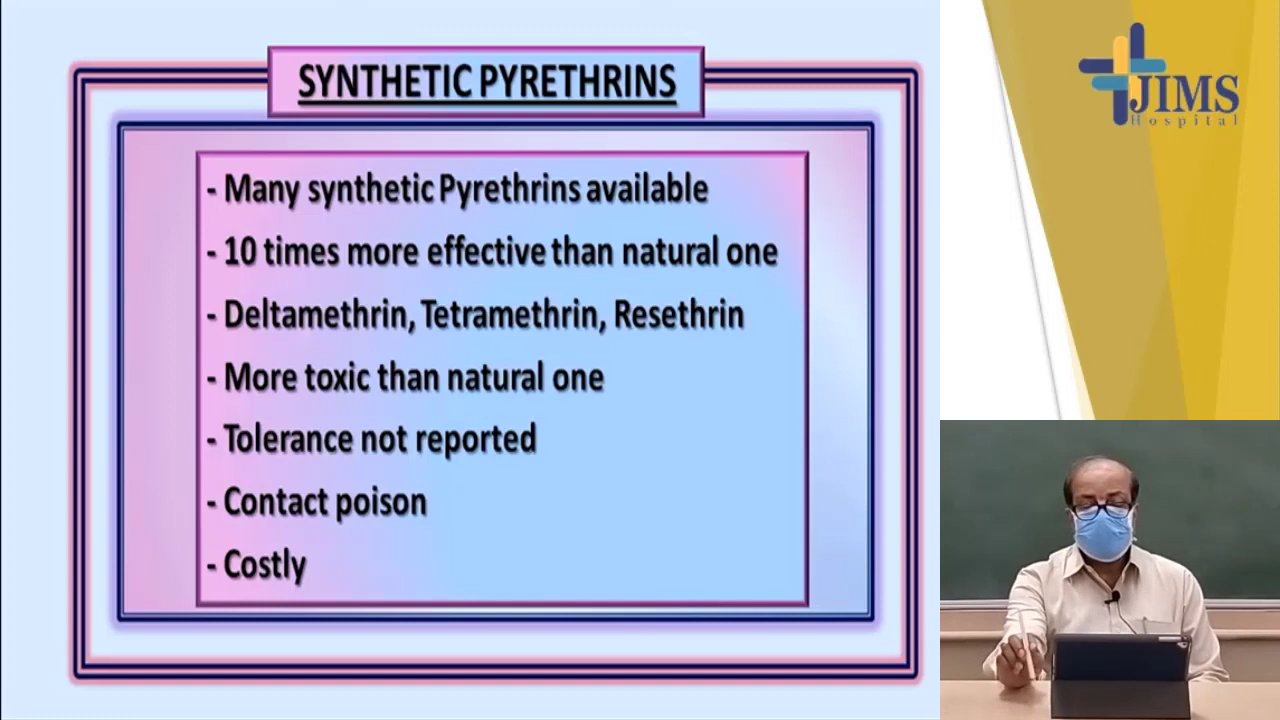 SYNTHETIC PYRETHRINS
- Many synthetic Pyrethrins available
- 10 times more effective than natural one
- Deltamethrin, Tetramethrin, Resethrin
- More toxic than natural one
- Tolerance not reported
- Contact poison
- Costly
JIMS
Hospital